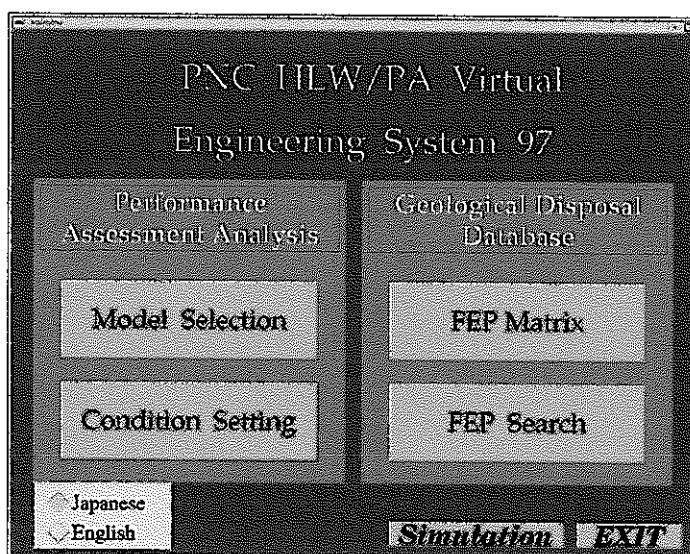 PNC HLW/PA Virtual
Engineering System 97
Performance
Assessment Analysis
Geological Disposal
Database
Model Selection
FEP Matrix
Condition Setting
FEP Search
Japanese
English
Simulation
EXIT